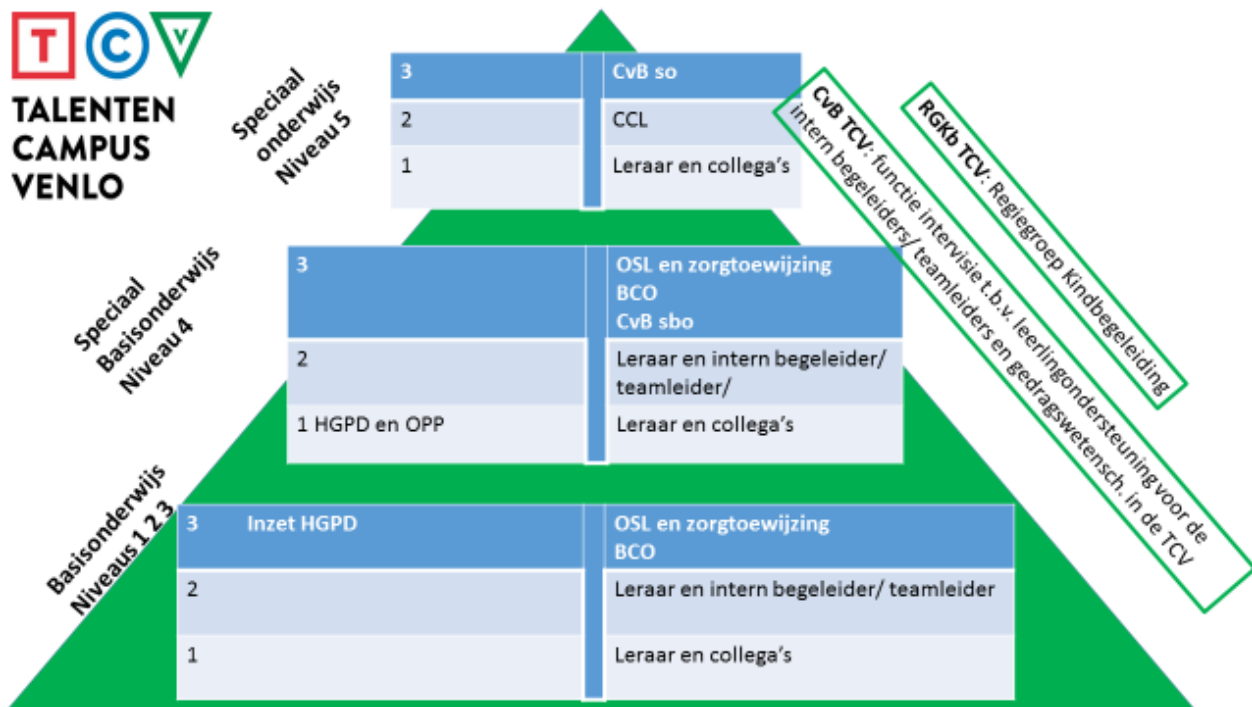 T C V
TALENTEN
CAMPUS
VENLO
Speciaal
onderwijs
Niveau 5
3 CvB so
2 CCL
1 Leraar en collega's
Speciaal
Basisonderwijs
Niveau 4
3 OSL en zorgtoewijzing
BCO
CvB sbo
2 Leraar en intern begeleider/
teamleider/
1 HGPD en OPP Leraar en collega's
Basisonderwijs
Niveaus 1 2 3
3 Inzet HGPD OSL en zorgtoewijzing
BCO
2 Leraar en intern begeleider/ teamleider
1 Leraar en collega's
CvB TCV: functie intervisie t.b.v. leerlingondersteuning voor de
intern begeleiders/ teamleiders en gedragswetensch. in de TCV
RGKb TCV: Regiegroep Kindbegeleiding